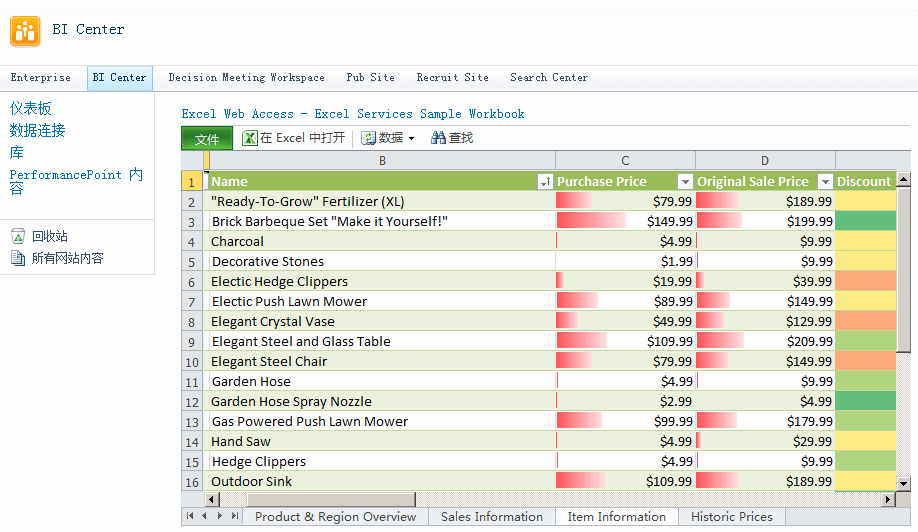 BI Center
Enterprise BI Center Decision Meeting Workspace Pub Site Recruit Site Search Center
仪表板
数据连接
库
PerformancePoint 内
容
回收站
所有网站内容
Excel Web Access - Excel Services Sample Workbook
文件 在 Excel 中打开 数据 查找
B C D
1 Name Purchase Price Original Sale Price Discount
2 "Ready-To-Grow" Fertilizer (XL) $79.99 $189.99
3 Brick Barbeque Set "Make it Yourself!" $149.99 $199.99
4 Charcoal $4.99 $9.99
5 Decorative Stones $1.99 $9.99
6 Electic Hedge Clippers $19.99 $39.99
7 Electic Push Lawn Mower $89.99 $149.99
8 Elegant Crystal Vase $49.99 $129.99
9 Elegant Steel and Glass Table $109.99 $209.99
10 Elegant Steel Chair $79.99 $149.99
11 Garden Hose $4.99 $9.99
12 Garden Hose Spray Nozzle $2.99 $4.99
13 Gas Powered Push Lawn Mower $99.99 $179.99
14 Hand Saw $4.99 $29.99
15 Hedge Clippers $4.99 $9.99
16 Outdoor Sink $109.99 $189.99
Product & Region Overview Sales Information Item Information Historic Prices